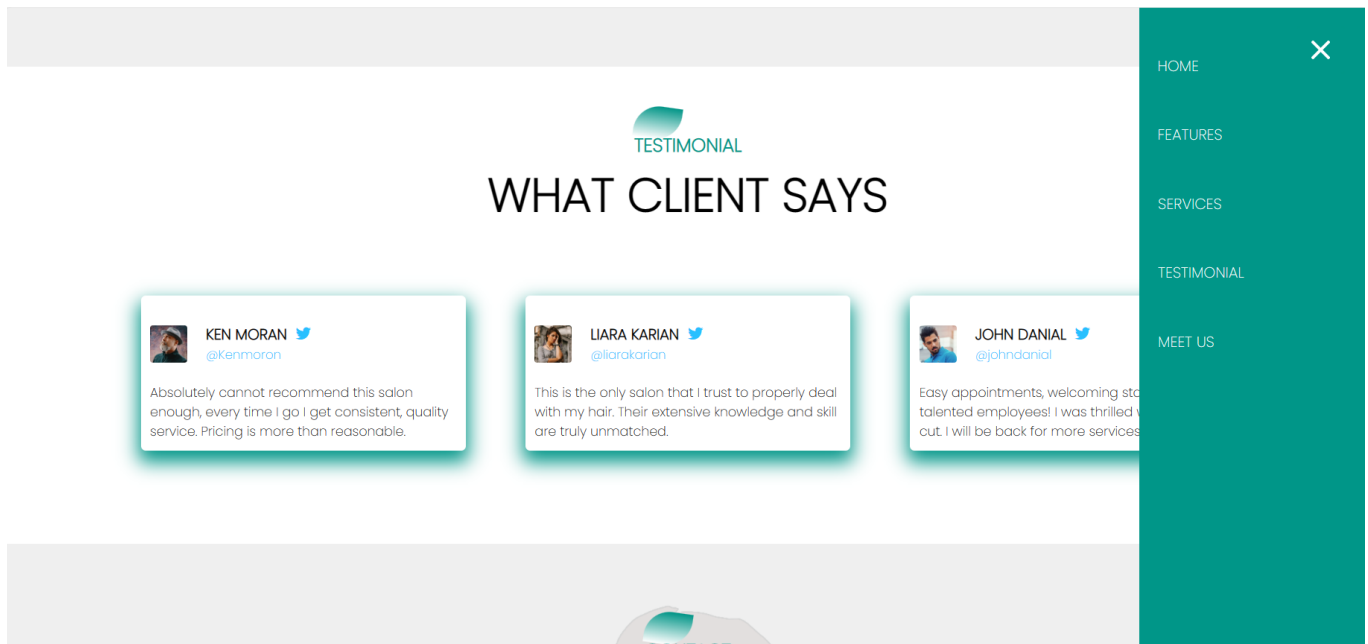 TESTIMONIAL
WHAT CLIENT SAYS
KEN MORAN
@Kenmoron
Absolutely cannot recommend this salon
enough, every time I go I get consistent, quality
service. Pricing is more than reasonable.
LIARA KARIAN
@liarakarian
This is the only salon that I trust to properly deal
with my hair. Their extensive knowledge and skill
are truly unmatched.
JOHN DANIAL
@johndanial
Easy appointments, welcoming
talented employees! I was thrilled
cut. I will be back for more services
HOME
FEATURES
SERVICES
TESTIMONIAL
MEET US